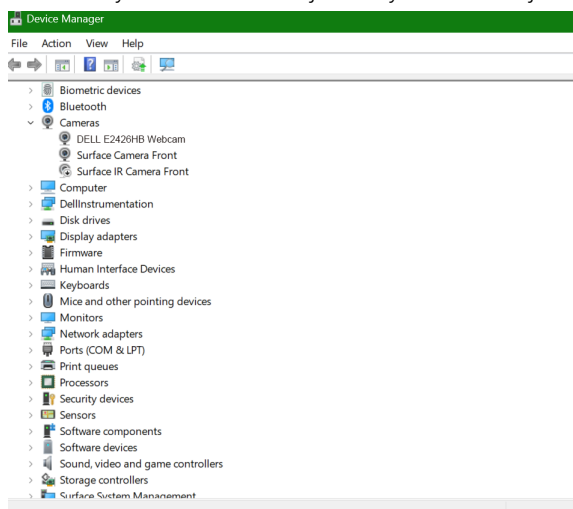 Device Manager
File Action View Help
Biometric devices
Bluetooth
Cameras
DELL E2426HB Webcam
Surface Camera Front
Surface IR Camera Front
Computer
DellInstrumentation
Disk drives
Display adapters
Firmware
Human Interface Devices
Keyboards
Mice and other pointing devices
Monitors
Network adapters
Ports (COM & LPT)
Print queues
Processors
Security devices
Sensors
Software components
Software devices
Sound, video and game controllers
Storage controllers
Surface System Management